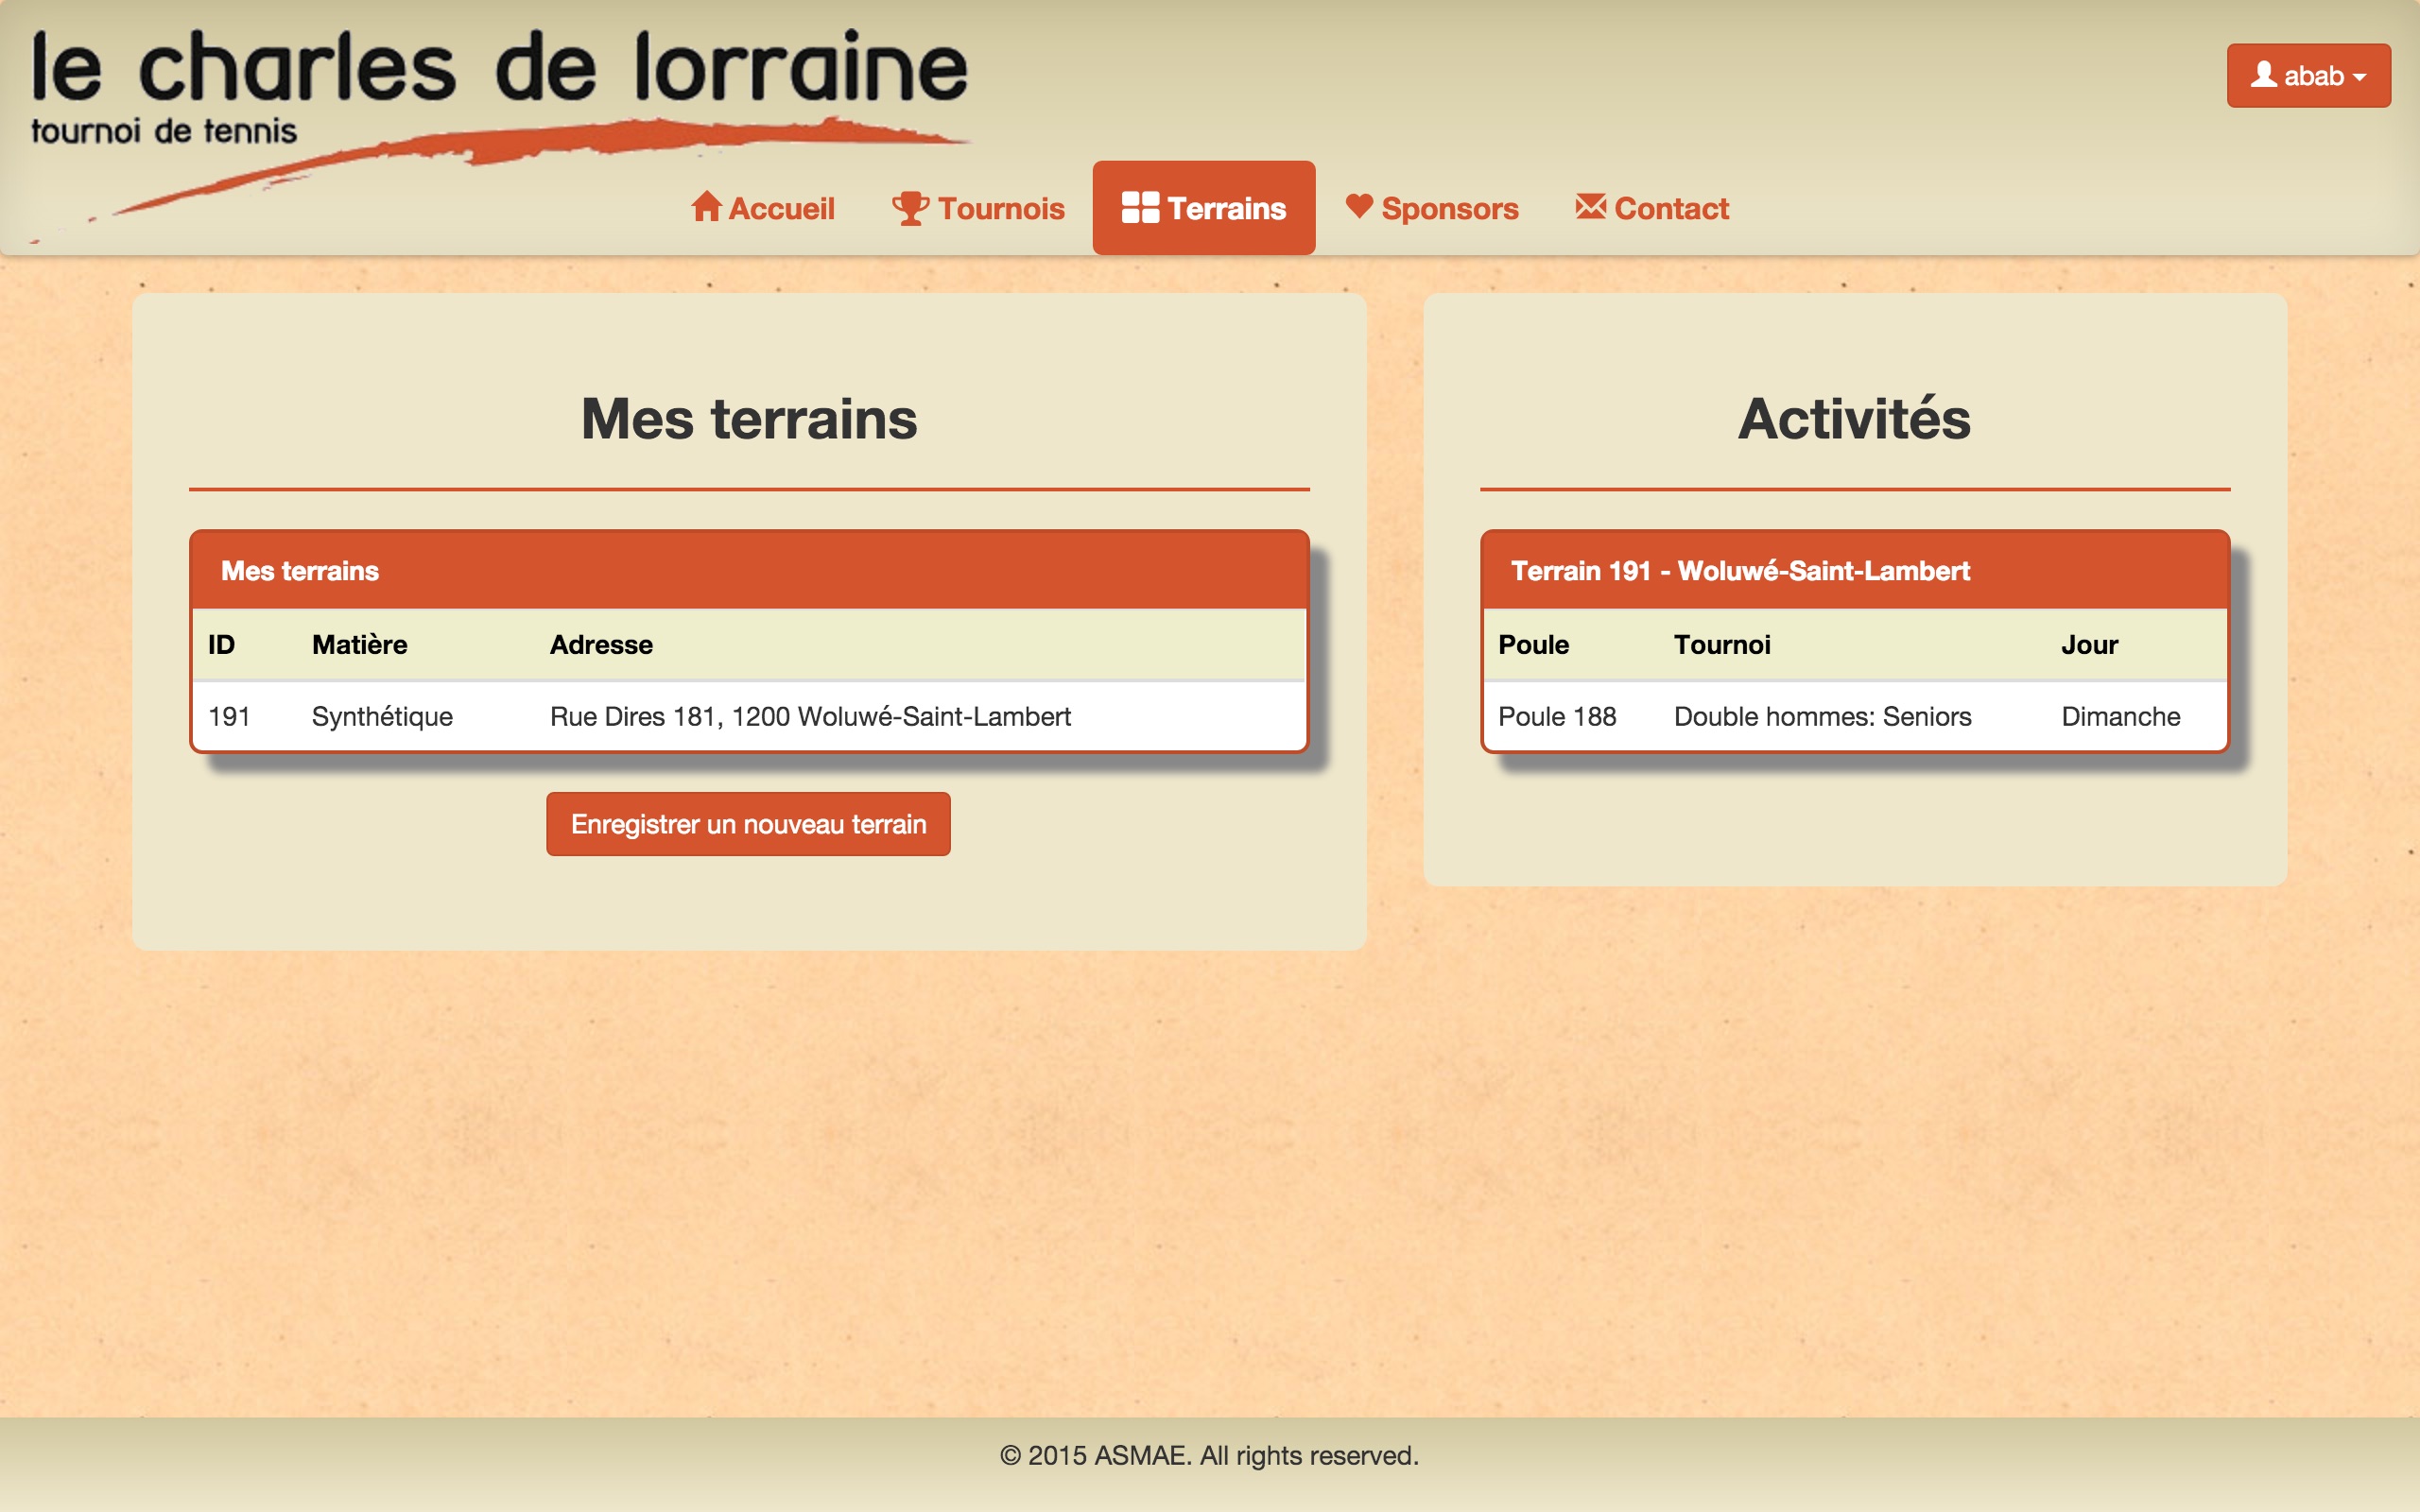 le charles de lorraine
tournoi de tennis
abab
Accueil Tournois Terrains Sponsors Contact
Mes terrains
Mes terrains
ID Matière Adresse
191 Synthétique Rue Dires 181, 1200 Woluwé-Saint-Lambert
Enregistrer un nouveau terrain
Activités
Terrain 191 - Woluwé-Saint-Lambert
Poule Tournoi Jour
Poule 188 Double hommes: Seniors Dimanche
© 2015 ASMAE. All rights reserved.